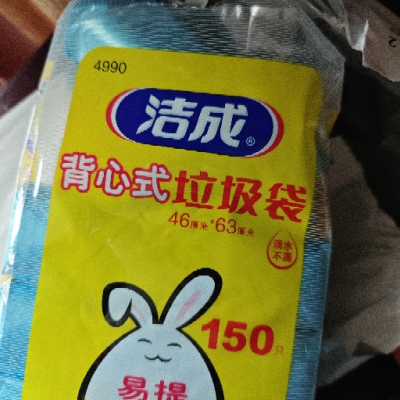 4990
洁成®
背心式垃圾袋
46厘米*63厘米
滴水
不漏
150只
易提